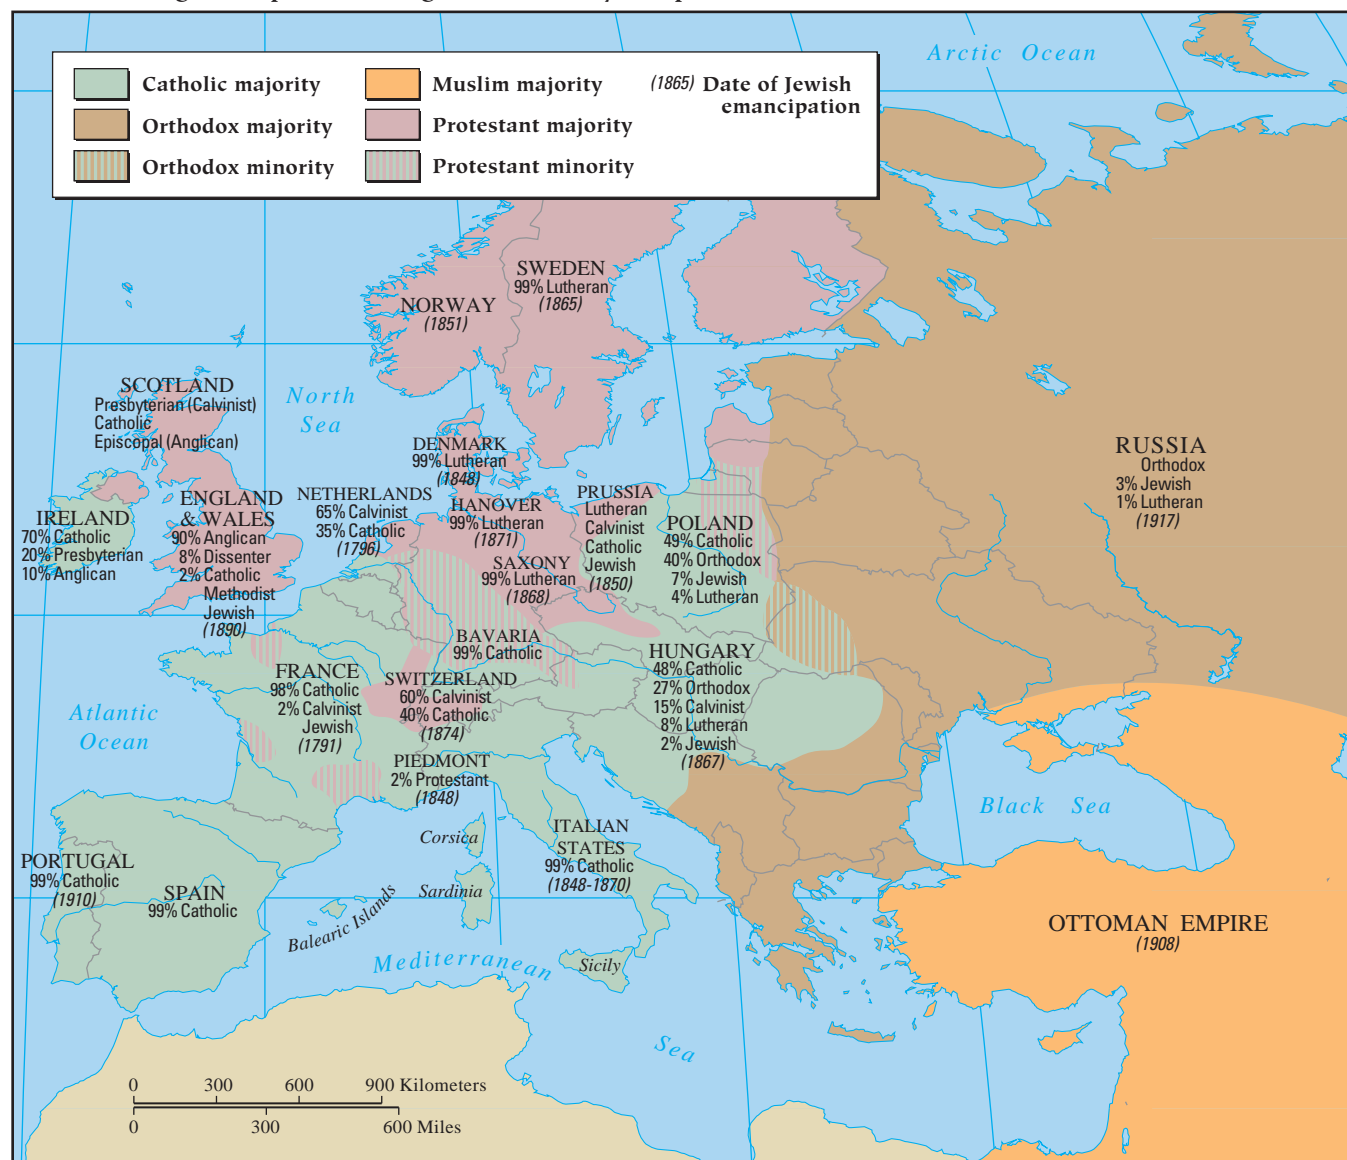 Catholic majority
Orthodox majority
Orthodox minority
Muslim majority
Protestant majority
Protestant minority
(1865) Date of Jewish
emancipation
Arctic Ocean
SWEDEN
99% Lutheran
(1865)
NORWAY
(1851)
North
Sea
SCOTLAND
Presbyterian (Calvinist)
Catholic
Episcopal (Anglican)
DENMARK
99% Lutheran
(1848)
RUSSIA
Orthodox
3% Jewish
1% Lutheran
(1917)
IRELAND
70% Catholic
20% Presbyterian
10% Anglican
ENGLAND
& WALES
90% Anglican
8% Dissenter
2% Catholic
Methodist
Jewish
(1890)
NETHERLANDS
65% Calvinist
35% Catholic
(1796)
HANOVER
99% Lutheran
(1871)
SAXONY
99% Lutheran
(1868)
PRUSSIA
Lutheran
Calvinist
Catholic
Jewish
(1850)
POLAND
49% Catholic
40% Orthodox
7% Jewish
4% Lutheran
BAVARIA
99% Catholic
FRANCE
98% Catholic
2% Calvinist
Jewish
(1791)
SWITZERLAND
60% Calvinist
40% Catholic
(1874)
HUNGARY
48% Catholic
27% Orthodox
15% Calvinist
8% Lutheran
2% Jewish
(1867)
Atlantic
Ocean
PIEDMONT
2% Protestant
(1848)
Black Sea
Corsica
ITALIAN
STATES
99% Catholic
(1848-1870)
PORTUGAL
99% Catholic
(1910)
SPAIN
99% Catholic
Sardinia
Balearic Islands
OTTOMAN EMPIRE
(1908)
Mediterranean
Sea
Sicily
0 300 600 900 Kilometers
0 300 600 Miles